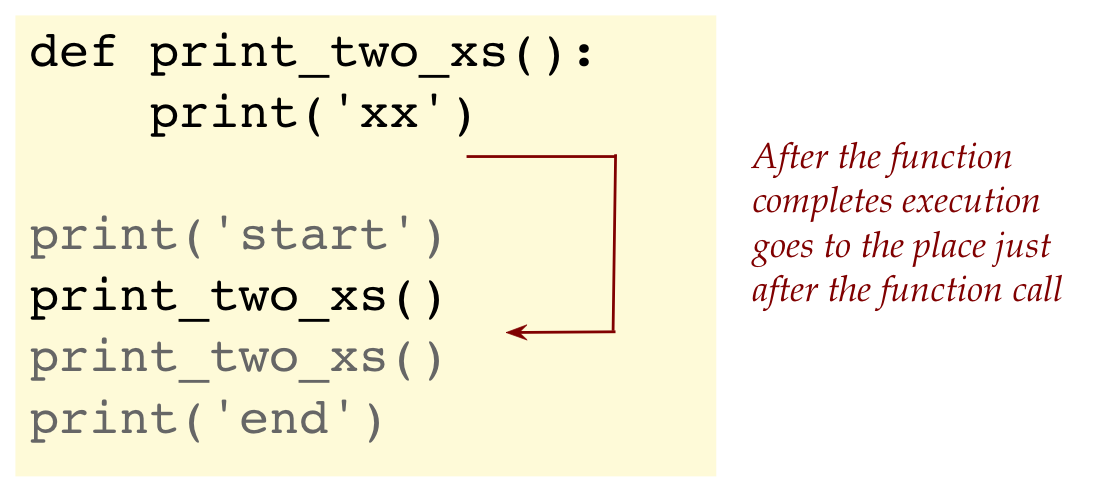 def print_two_xs():
    print('xx')
print('start')
print_two_xs()
print_two_xs()
print('end')
After the function
completes execution
goes to the place just
after the function call